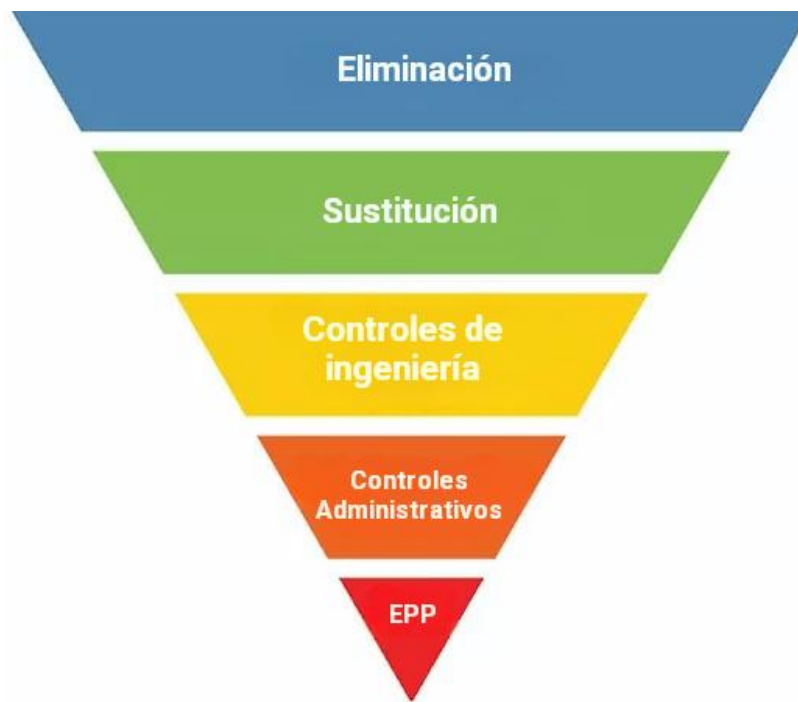 Eliminación
Sustitución
Controles de
ingeniería
Controles
Administrativos
EPP